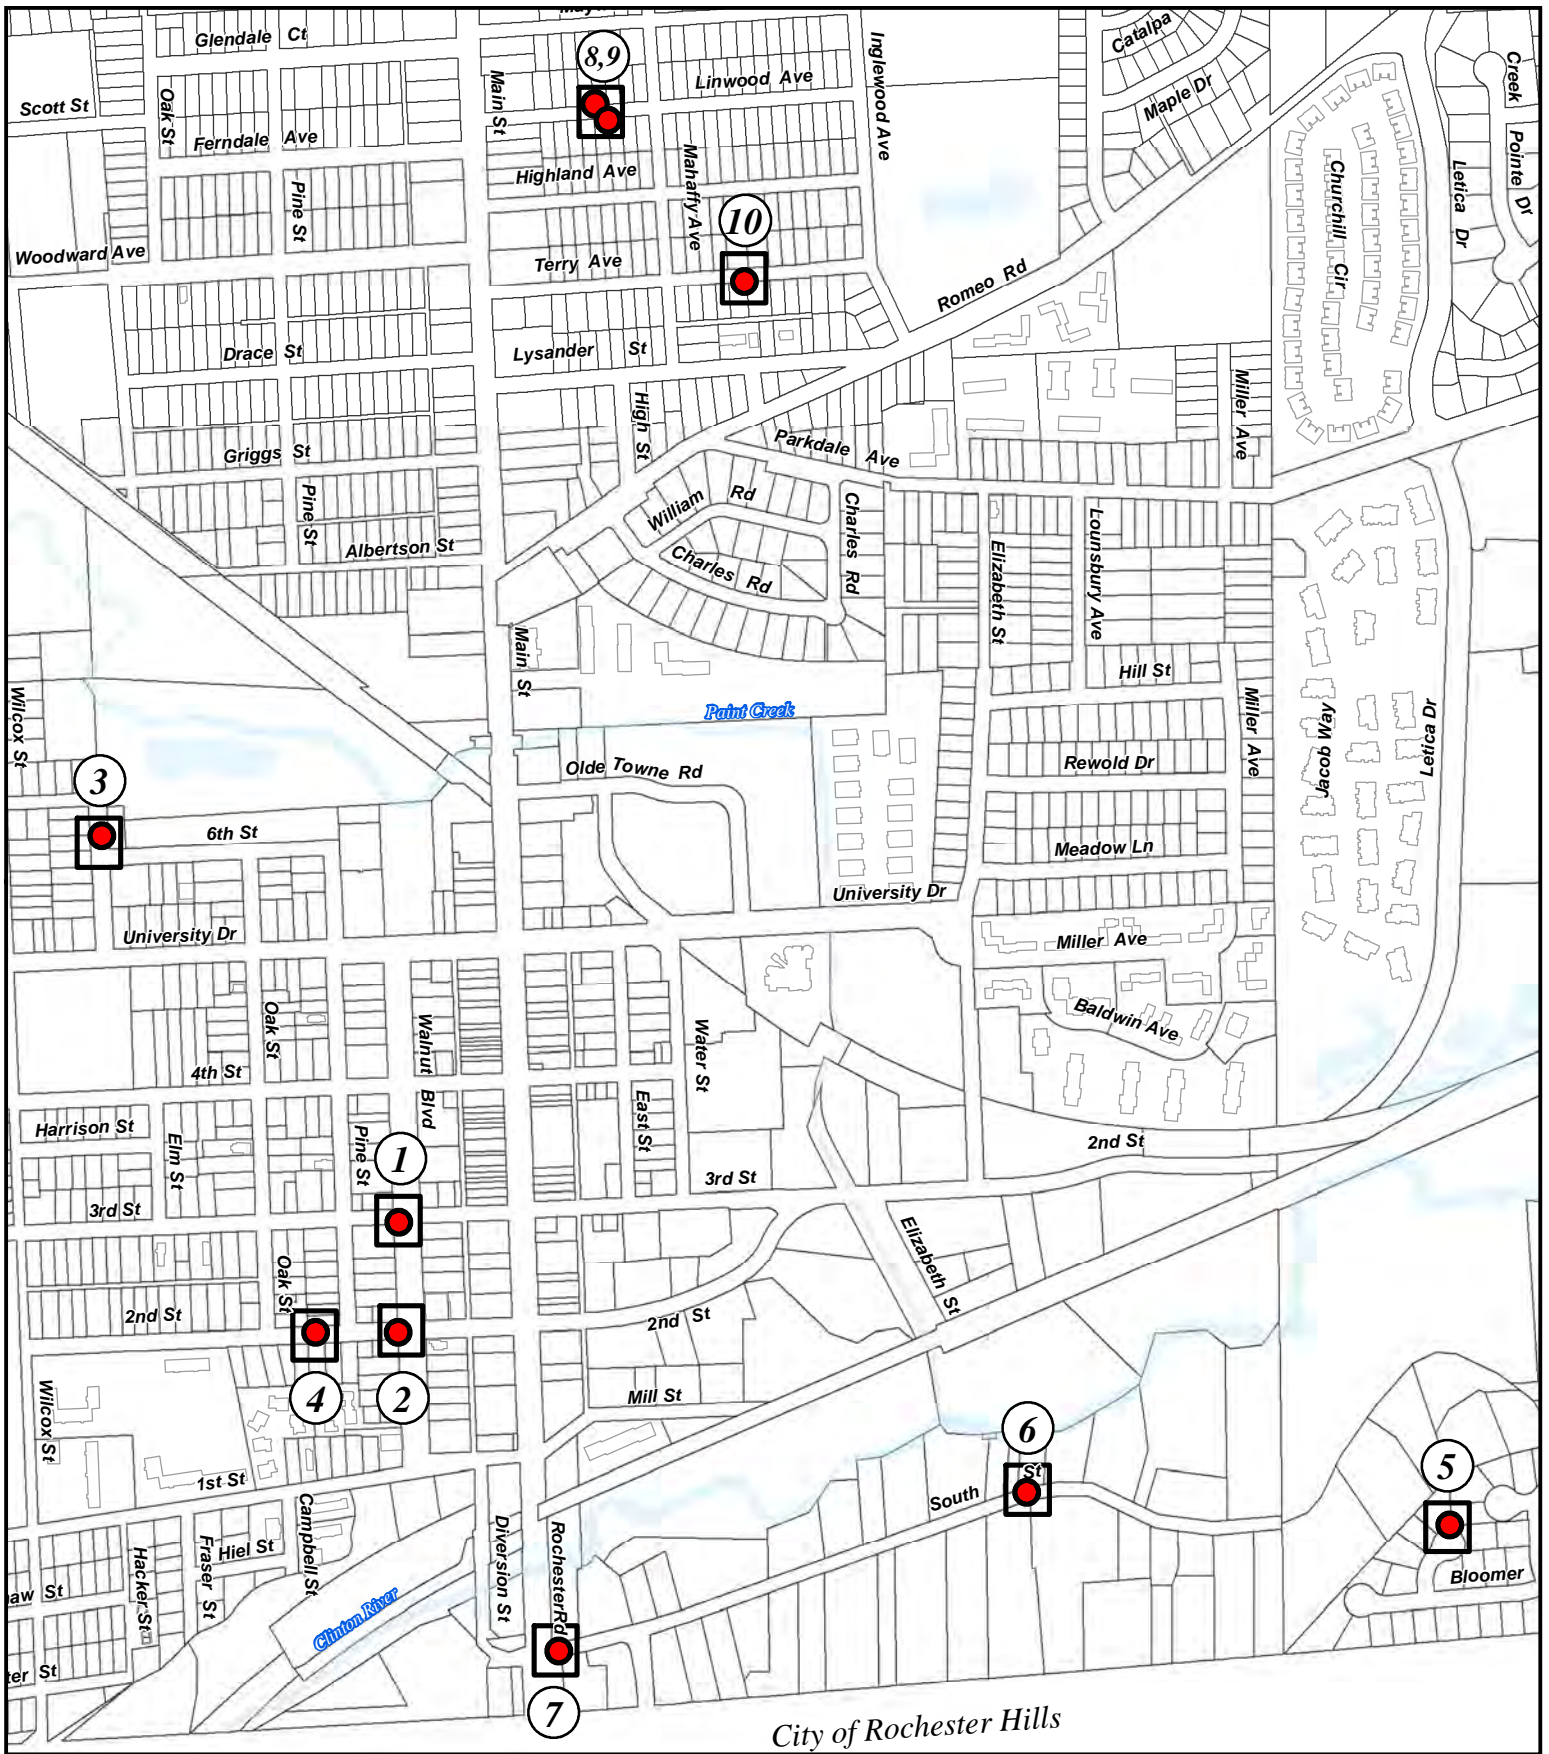 Glendale Ct
8,9
Linwood Ave
Inglewood Ave
Catalpa
Maple Dr
Creek Pointe Dr
Scott St
Oak St
Ferndale Ave
Main St
Highland Ave
Mahaffy Ave
Pine St
10
Churchill Cir
Letica Dr
Woodward Ave
Terry Ave
Romeo Rd
Drace St
Lysander St
High St
Miller Ave
Griggs St
Parkdale Ave
Pine St
William Rd
Charles Rd
Albertson St
Charles Rd
Elizabeth St
Lounsbury Ave
Main St
Hill St
Wilcox St
Paint Creek
Miller Ave
Jacob Way
Letica Dr
3
Olde Towne Rd
Rewold Dr
6th St
Meadow Ln
University Dr
University Dr
Miller Ave
Oak St
Walnut Blvd
Water St
Baldwin Ave
4th St
Harrison St
Elm St
Pine St
1
East St
2nd St
3rd St
3rd St
Elizabeth St
Oak St
2nd St
2nd St
Wilcox St
4
2
Mill St
6
5
1st St
South St
Campbell St
Diversion St
Rochester Rd
Hacker St
Fraser St
Hiel St
Bloomer
aw St
Clinton River
ter St
7
City of Rochester Hills